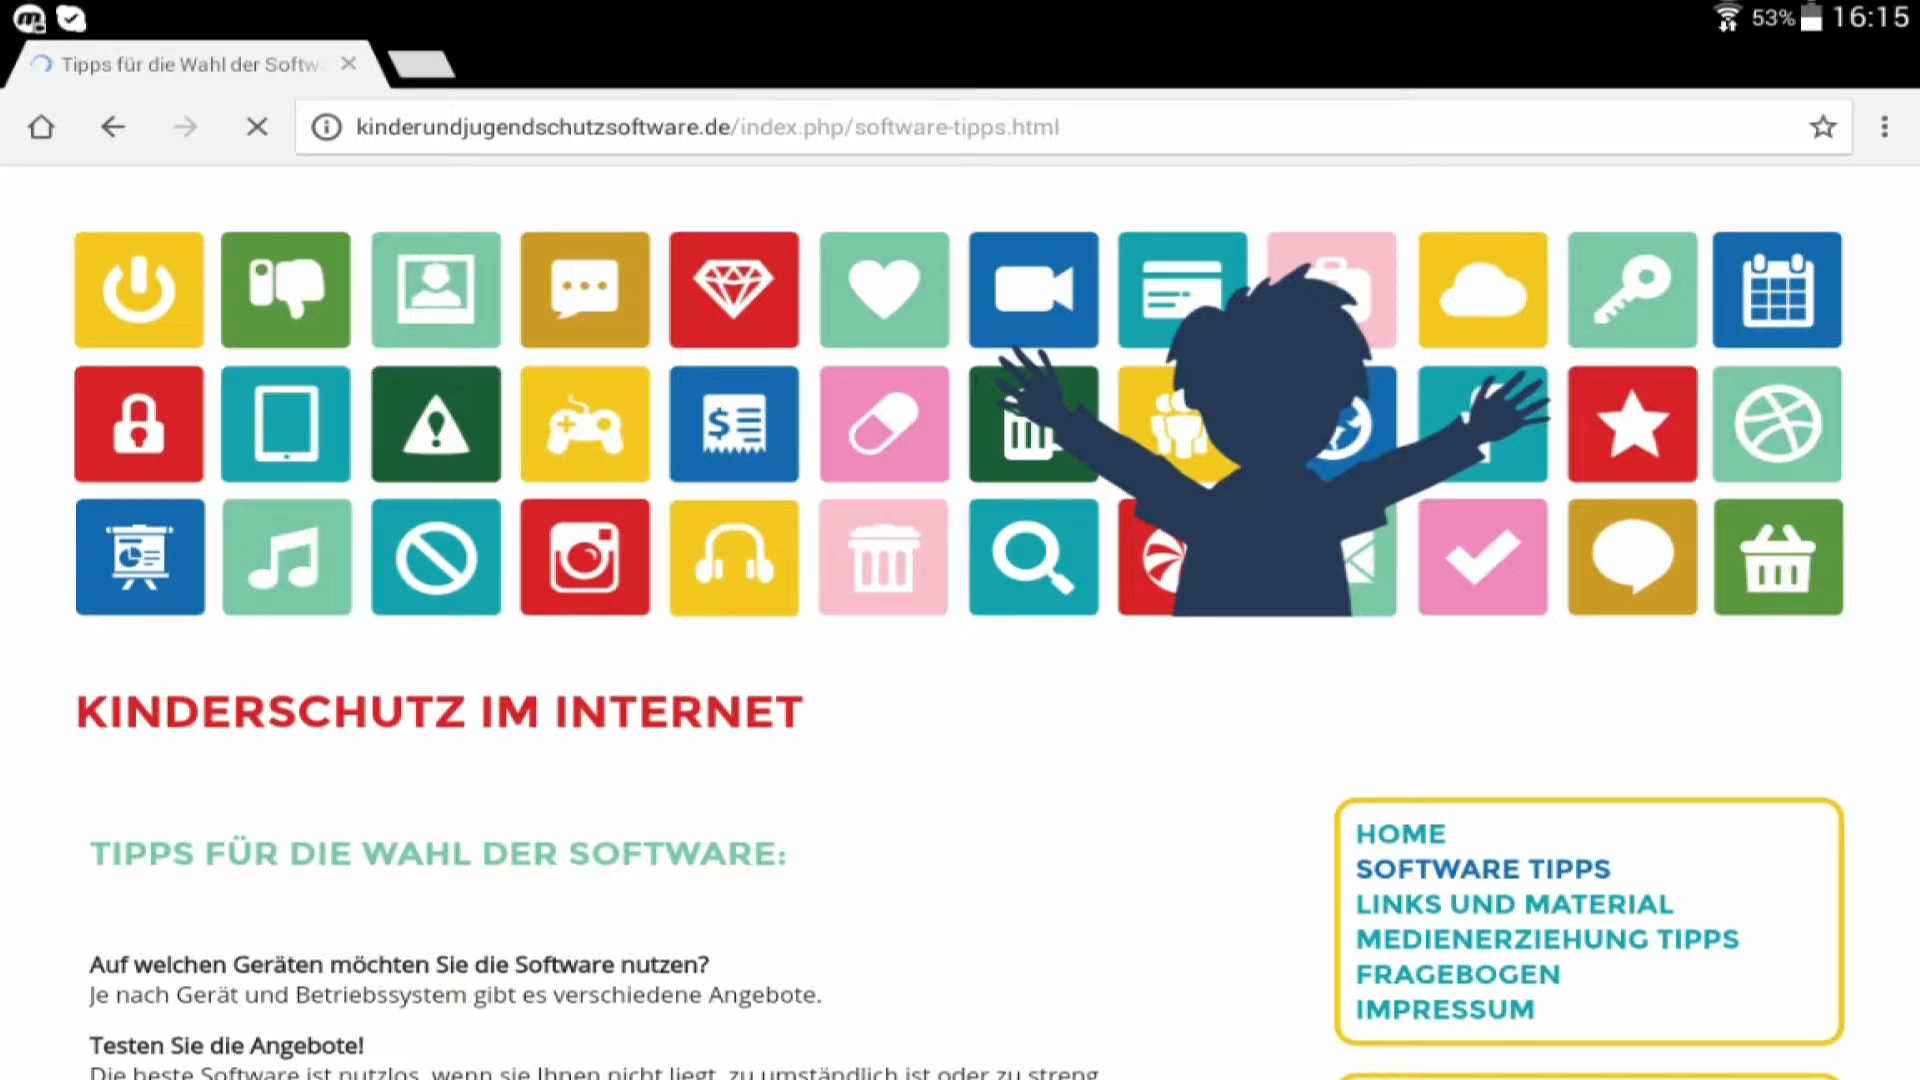 53% 16:15
Tipps für die Wahl der Softw
kinderundjugendschutzsoftware.de/index.php/software-tipps.html
KINDERSCHUTZ IM INTERNET
TIPPS FÜR DIE WAHL DER SOFTWARE:
Auf welchen Geräten möchten Sie die Software nutzen?
Je nach Gerät und Betriebssystem gibt es verschiedene Angebote.
Testen Sie die Angebote!
Die beste Software ist nutzlos, wenn sie Ihnen nicht liegt, zu umständlich ist oder zu streng
HOME
SOFTWARE TIPPS
LINKS UND MATERIAL
MEDIENERZIEHUNG TIPPS
FRAGEBOGEN
IMPRESSUM